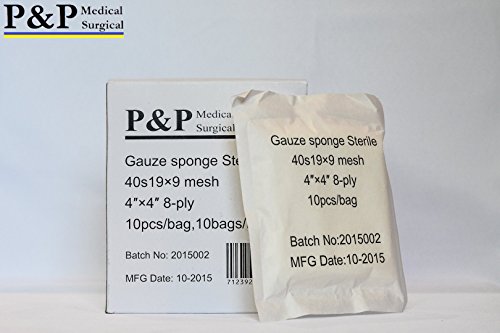 P&P Medical
Surgical
P&P Medical
Surgical
Gauze sponge
40s19×9 mesh
4"×4" 8-ply
10pcs/bag,10bags/
Batch No: 2015002
MFG Date: 10-2015
712392
Gauze sponge Sterile
40s19×9 mesh
4"×4" 8-ply
10pcs/bag
Batch No:2015002
MFG Date:10-2015